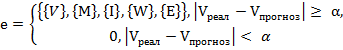 e = { {{V}, {M}, {I}, {W}, {E}}, |Vреал − Vпрогноз| ≥ α,
0, |Vреал − Vпрогноз| < α